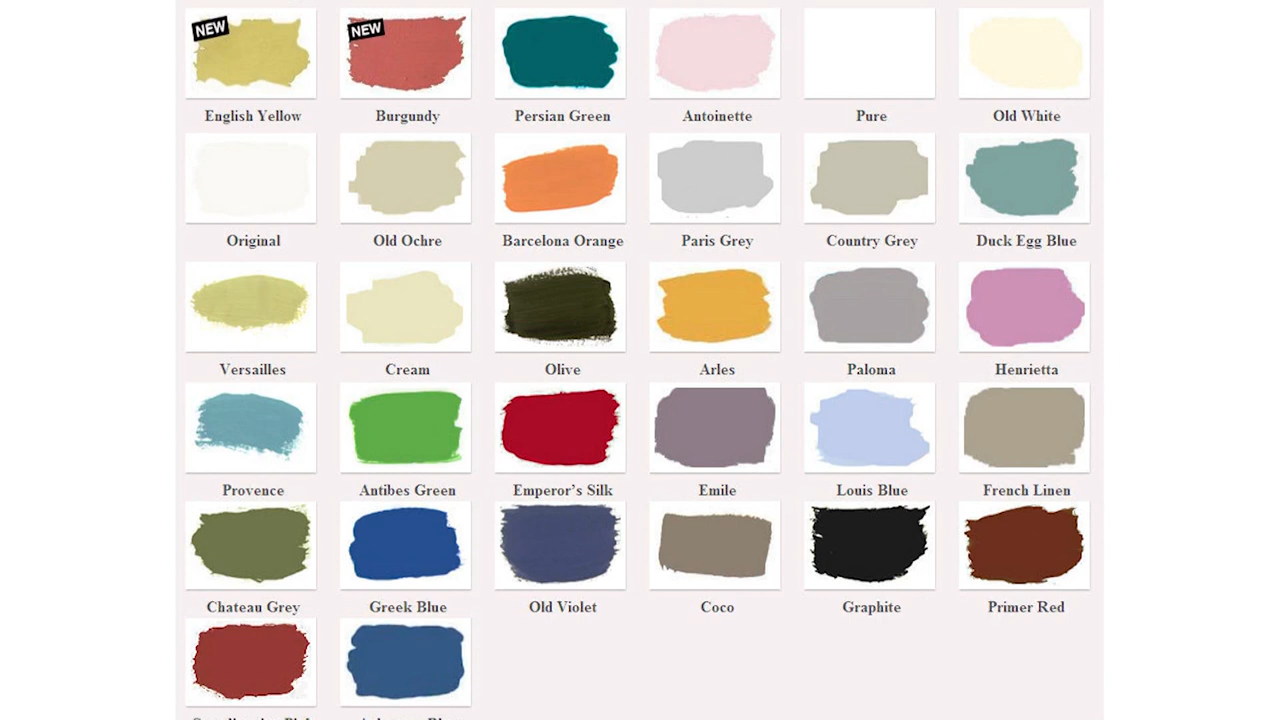 NEW
NEW
English Yellow
Burgundy
Persian Green
Antoinette
Pure
Old White
Original
Old Ochre
Barcelona Orange
Paris Grey
Country Grey
Duck Egg Blue
Versailles
Cream
Olive
Arles
Paloma
Henrietta
Provence
Antibes Green
Emperor’s Silk
Emile
Louis Blue
French Linen
Chateau Grey
Greek Blue
Old Violet
Coco
Graphite
Primer Red